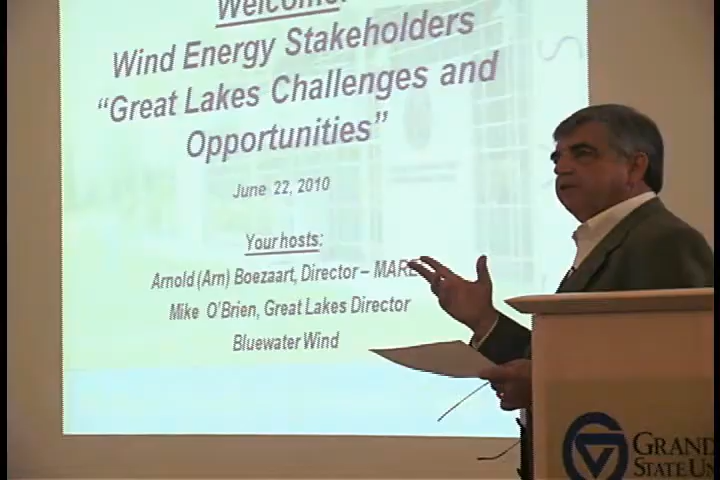 Welcome:
Wind Energy Stakeholders
“Great Lakes Challenges and
Opportunities”
June 22, 2010
Your hosts:
Arnold (Arn) Boezaart, Director – MARE
Mike O'Brien, Great Lakes Director
Bluewater Wind
GRAND
STATE UN